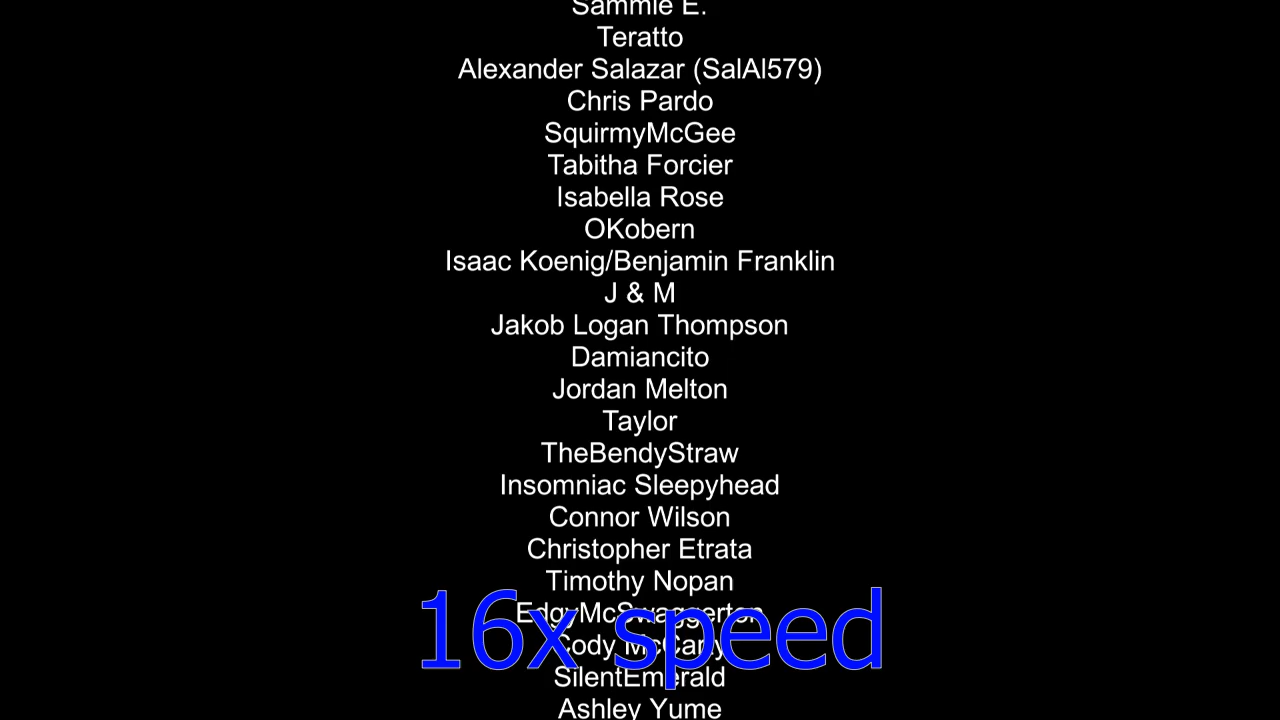 Sammie E.
Teratto
Alexander Salazar (SalAl579)
Chris Pardo
SquirmyMcGee
Tabitha Forcier
Isabella Rose
OKobern
Isaac Koenig/Benjamin Franklin
J & M
Jakob Logan Thompson
Damiancito
Jordan Melton
Taylor
TheBendyStraw
Insomniac Sleepyhead
Connor Wilson
Christopher Etrata
Timothy Nopan
EdgyMcSwaggerton
16x speed
Cody
SilentEmerald
Ashley Yume